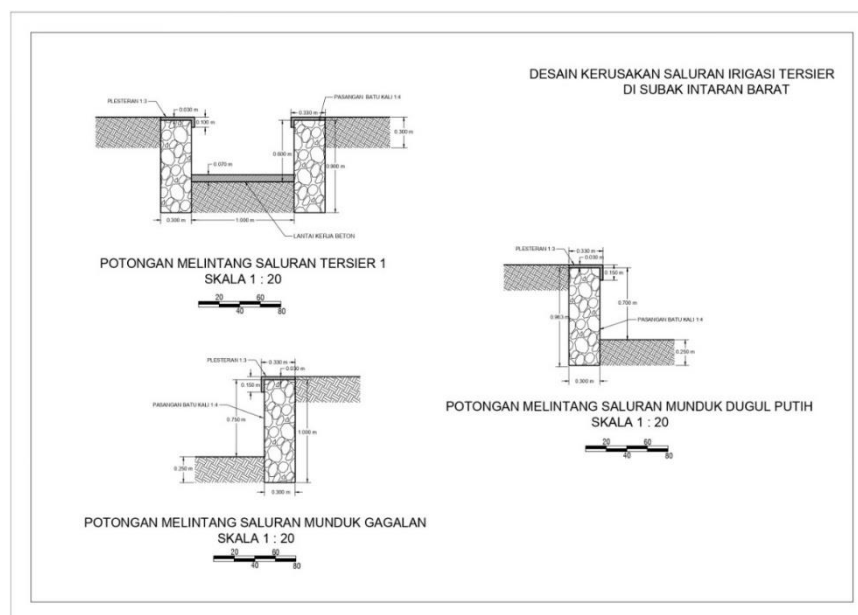 DESAIN KERUSAKAN SALURAN IRIGASI TERSIER
DI SUBAK INTARAN BARAT
PLESTERAN 1:3
0.030 m
0.100 m
0.330 m
PASANGAN BATU KALI 1:4
0.300 m
0.070 m
0.600 m
0.300 m
1.000 m
LANTAI KERJA BETON
POTONGAN MELINTANG SALURAN TERSIER 1
SKALA 1 : 20
20
60
40
80
0.330 m
PLESTERAN 1:3
0.030 m
0.150 m
0.700 m
PASANGAN BATU KALI 1:4
0.250 m
0.300 m
POTONGAN MELINTANG SALURAN MUNDUK DUGUL PUTIH
SKALA 1 : 20
20
60
40
80
PLESTERAN 1:3
0.330 m
0.030 m
0.150 m
PASANGAN BATU KALI 1:4
0.750 m
1.000 m
0.250 m
0.300 m
POTONGAN MELINTANG SALURAN MUNDUK GAGALAN
SKALA 1 : 20
20
60
40
80